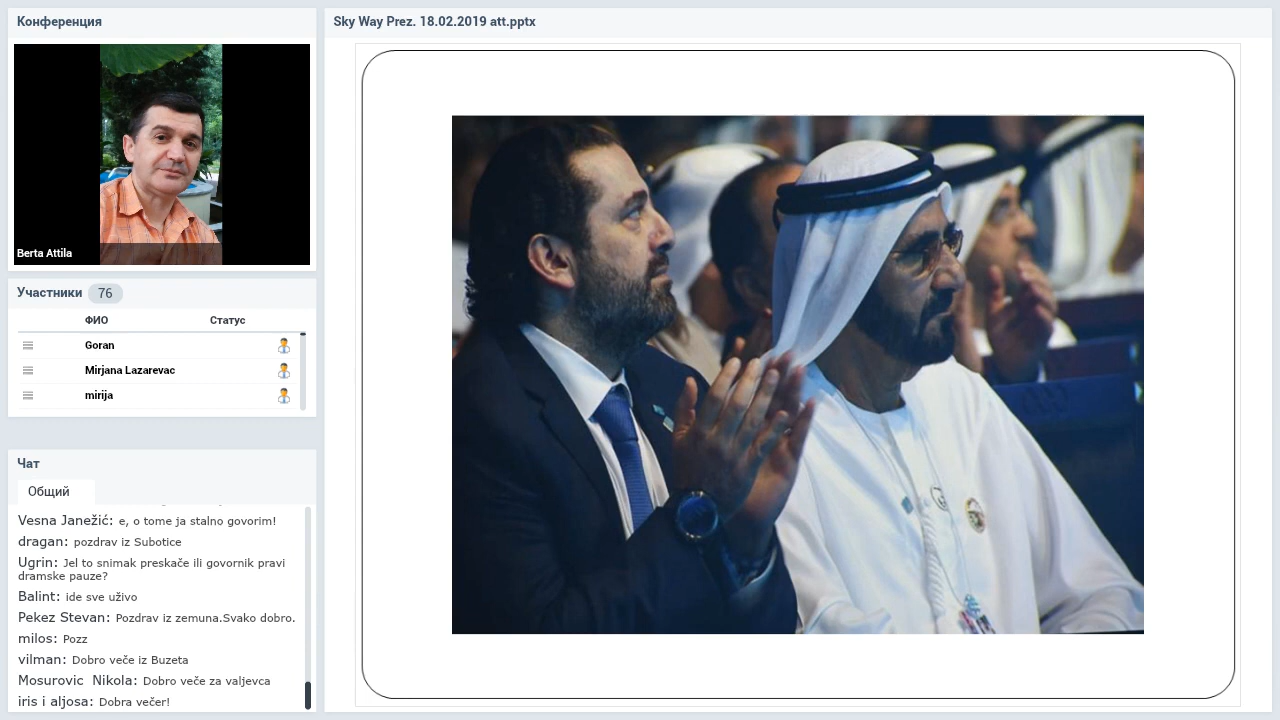 Конференция
Berta Attila
Участники 76
ФИО Статус
Goran
Mirjana Lazarevac
mirija
Чат
Общий
Vesna Janežić: e, o tome ja stalno govorim!
dragan: pozdrav iz Subotice
Ugrin: Jel to snimak preskače ili govornik pravi
dramske pauze?
Balint: ide sve uživo
Pekez Stevan: Pozdrav iz zemuna.Svako dobro.
milos: Pozz
vilman: Dobro veče iz Buzeta
Mosurovic Nikola: Dobro veče za valjevca
iris i aljosa: Dobra večer!
Sky Way Prez. 18.02.2019 att.pptx